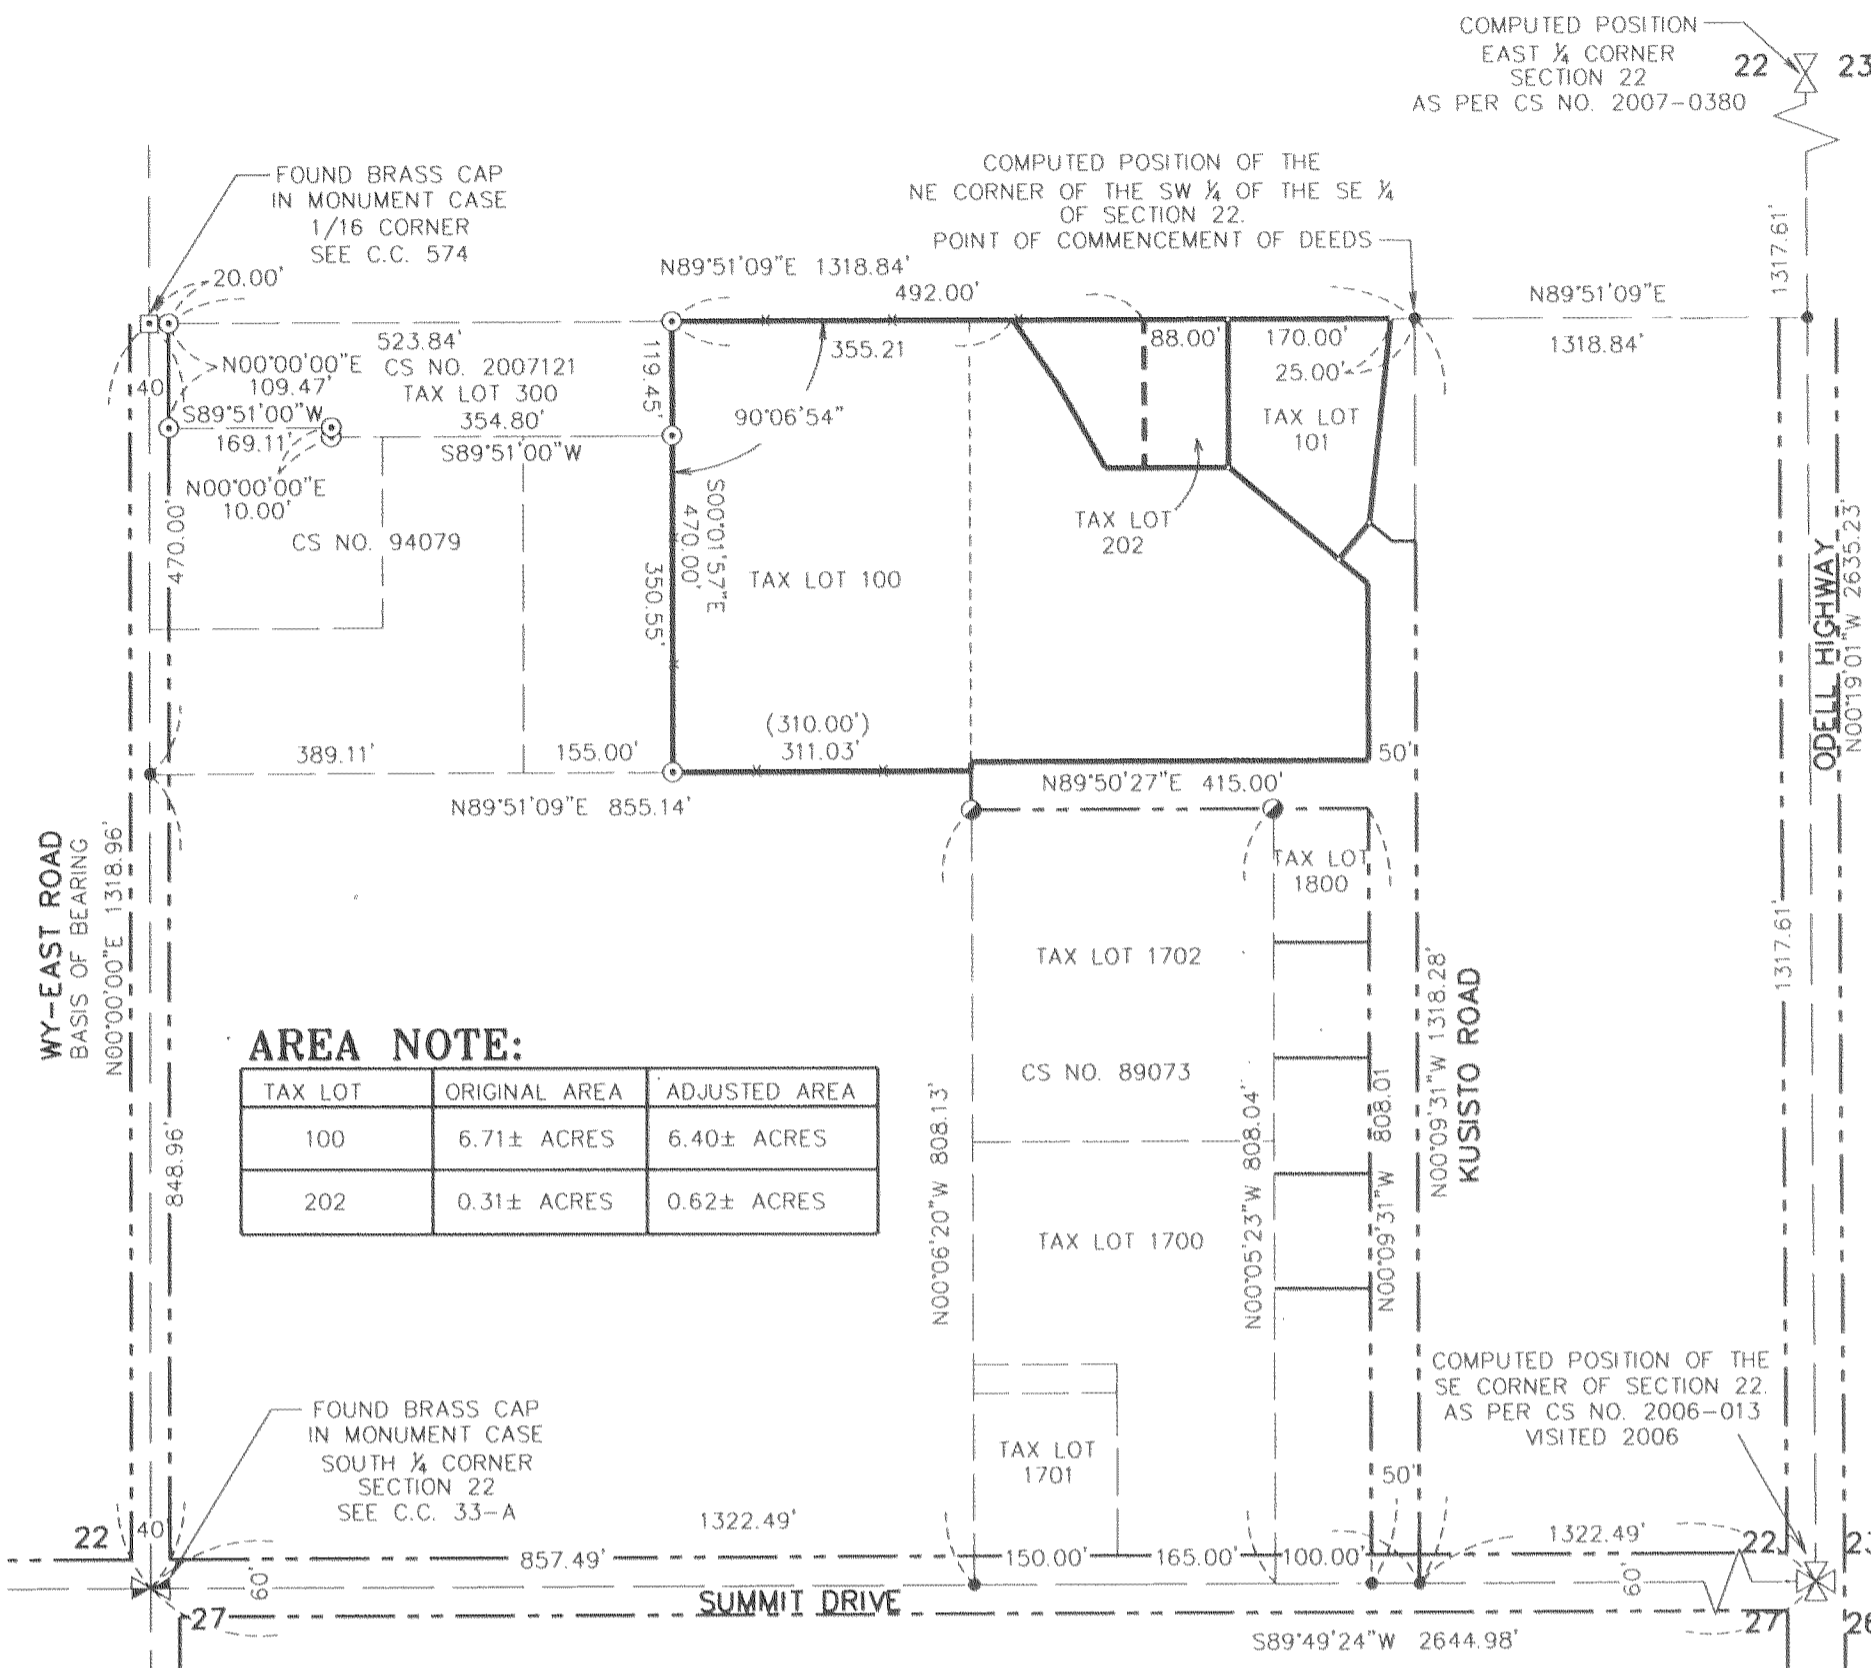 COMPUTED POSITION
EAST ¼ CORNER
SECTION 22
AS PER CS NO. 2007-0380
22
23
1317.61'
FOUND BRASS CAP
IN MONUMENT CASE
1/16 CORNER
SEE C.C. 574
COMPUTED POSITION OF THE
NE CORNER OF THE SW ¼ OF THE SE ¼
OF SECTION 22.
POINT OF COMMENCEMENT OF DEEDS
20.00'
N89°51'09"E 1318.84'
492.00'
N89°51'09"E
1318.84'
523.84'
355.21
88.00'
170.00'
25.00'
40
N00°00'00"E
109.47'
CS NO. 2007121
TAX LOT 300
354.80'
S89°51'00"W
169.11'
S89°51'00"W
N00°00'00"E
10.00'
119.45'
90°06'54"
TAX LOT
101
TAX LOT
202
470.00'
CS NO. 94079
S00°01'57"E
470.00'
350.55'
TAX LOT 100
ODELL HIGHWAY
N00°19'01"W 2635.23'
(310.00')
311.03'
389.11'
155.00'
50'
N89°51'09"E 855.14'
N89°50'27"E 415.00'
WY-EAST ROAD
BASIS OF BEARING
N00°00'00"E 1318.96'
TAX LOT
1800
TAX LOT 1702
1317.61'
CS NO. 89073
N00°06'20"W 808.13'
N00°05'23"W 808.04'
N00°09'31"W 808.01
N00°09'31"W 1318.28'
KUSISTO ROAD
AREA NOTE:
TAX LOT ORIGINAL AREA ADJUSTED AREA
100 6.71± ACRES 6.40± ACRES
202 0.31± ACRES 0.62± ACRES
848.96'
TAX LOT 1700
COMPUTED POSITION OF THE
SE CORNER OF SECTION 22.
AS PER CS NO. 2006-013
VISITED 2006
FOUND BRASS CAP
IN MONUMENT CASE
SOUTH ¼ CORNER
SECTION 22
SEE C.C. 33-A
TAX LOT
1701
50'
22
40
1322.49'
1322.49'
22
857.49'
150.00'
165.00'
100.00'
60'
60'
SUMMIT DRIVE
27
27
S89°49'24"W 2644.98'